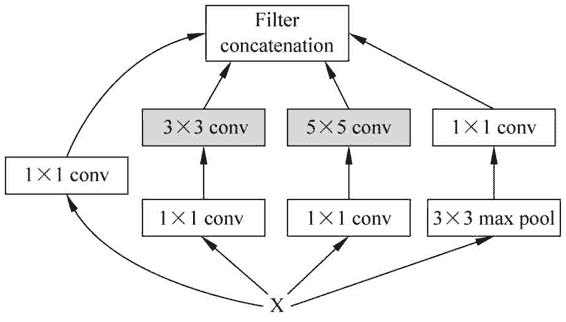 Filter
concatenation
3×3 conv
5×5 conv
1×1 conv
1×1 conv
1×1 conv
1×1 conv
3×3 max pool
X